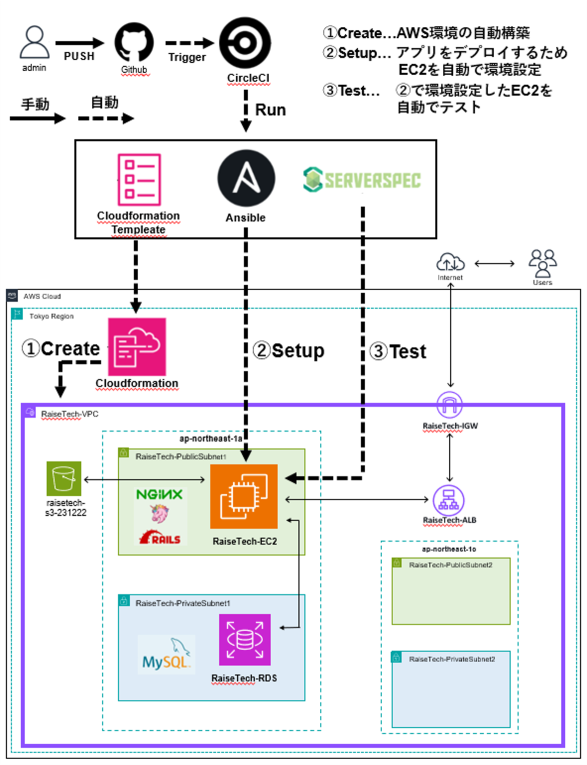 admin
PUSH
Github
Trigger
CircleCI
手動
自動
①Create…AWS環境の自動構築
②Setup… アプリをデプロイするため
EC2を自動で環境設定
③Test… ②で環境設定したEC2を
自動でテスト
Run
Cloudformation
Templeate
Ansible
SERVERSPEC
Internet
Users
aws
AWS Cloud
Tokyo Region
①Create
Cloudformation
②Setup
③Test
RaiseTech-VPC
RaiseTech-IGW
ap-northeast-1a
RaiseTech-PublicSubnet1
raisetech-
s3-231222
NGINX
RAILS
RaiseTech-EC2
RaiseTech-ALB
ap-northeast-1c
RaiseTech-PublicSubnet2
RaiseTech-PrivateSubnet1
MySQL
RaiseTech-RDS
RaiseTech-PrivateSubnet2